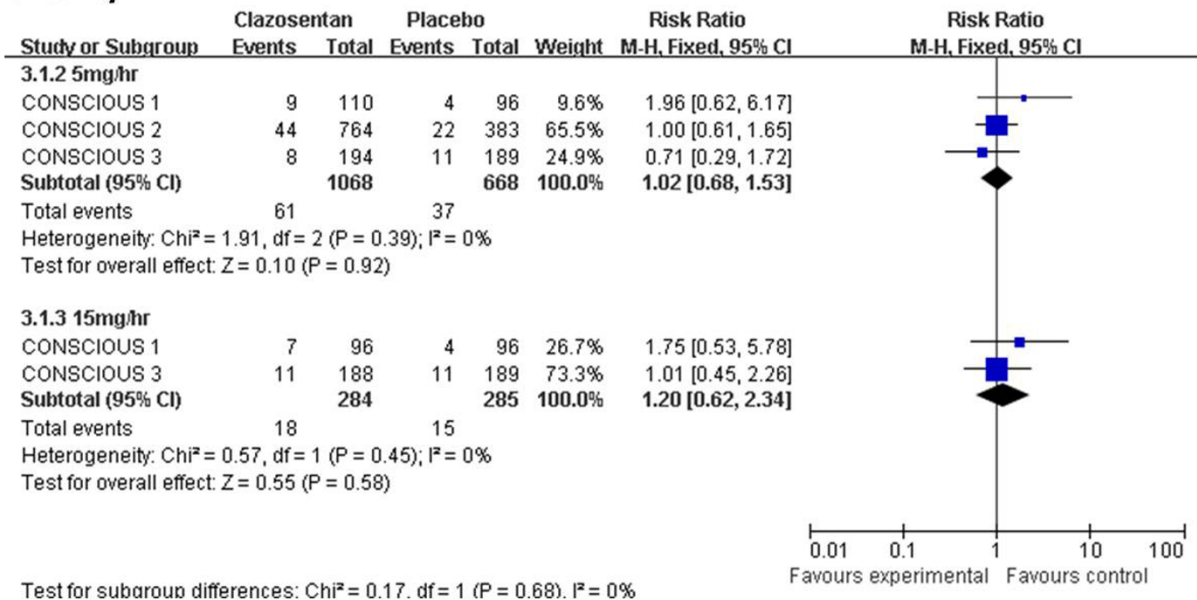 Clazosentan Placebo Risk Ratio Risk Ratio
Study or Subgroup Events Total Events Total Weight M-H, Fixed, 95% CI M-H, Fixed, 95% CI
3.1.2 5mg/hr
CONSCIOUS 1 9 110 4 96 9.6% 1.96 [0.62, 6.17]
CONSCIOUS 2 44 764 22 383 65.5% 1.00 [0.61, 1.65]
CONSCIOUS 3 8 194 11 189 24.9% 0.71 [0.29, 1.72]
Subtotal (95% CI) 1068 668 100.0% 1.02 [0.68, 1.53]
Total events 61 37
Heterogeneity: Chi² = 1.91, df = 2 (P = 0.39); I² = 0%
Test for overall effect: Z = 0.10 (P = 0.92)
3.1.3 15mg/hr
CONSCIOUS 1 7 96 4 96 26.7% 1.75 [0.53, 5.78]
CONSCIOUS 3 11 188 11 189 73.3% 1.01 [0.45, 2.26]
Subtotal (95% CI) 284 285 100.0% 1.20 [0.62, 2.34]
Total events 18 15
Heterogeneity: Chi² = 0.57, df = 1 (P = 0.45); I² = 0%
Test for overall effect: Z = 0.55 (P = 0.58)
0.01 0.1 1 10 100
Favours experimental Favours control
Test for subgroup differences: Chi² = 0.17, df = 1 (P = 0.68), I² = 0%